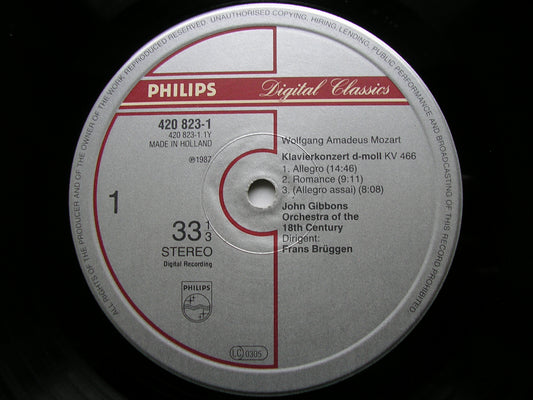 ALL RIGHTS OF THE PRODUCER AND OF THE OWNER OF THE WORK REPRODUCED RESERVED. UNAUTHORISED COPYING, HIRING, LENDING, PUBLIC PERFORMANCE AND BROADCASTING OF THIS RECORD PROHIBITED.
PHILIPS Digital Classics
420 823-1
420 823-1 1Y
MADE IN HOLLAND
℗1987
1
33 1/3
STEREO
Digital Recording
PHILIPS
Wolfgang Amadeus Mozart
Klavierkonzert d-moll KV 466
1. Allegro (14:46)
2. Romance (9:11)
3. (Allegro assai) (8:08)
John Gibbons
Orchestra of the
18th Century
Dirigent:
Frans Brüggen
LC 0305